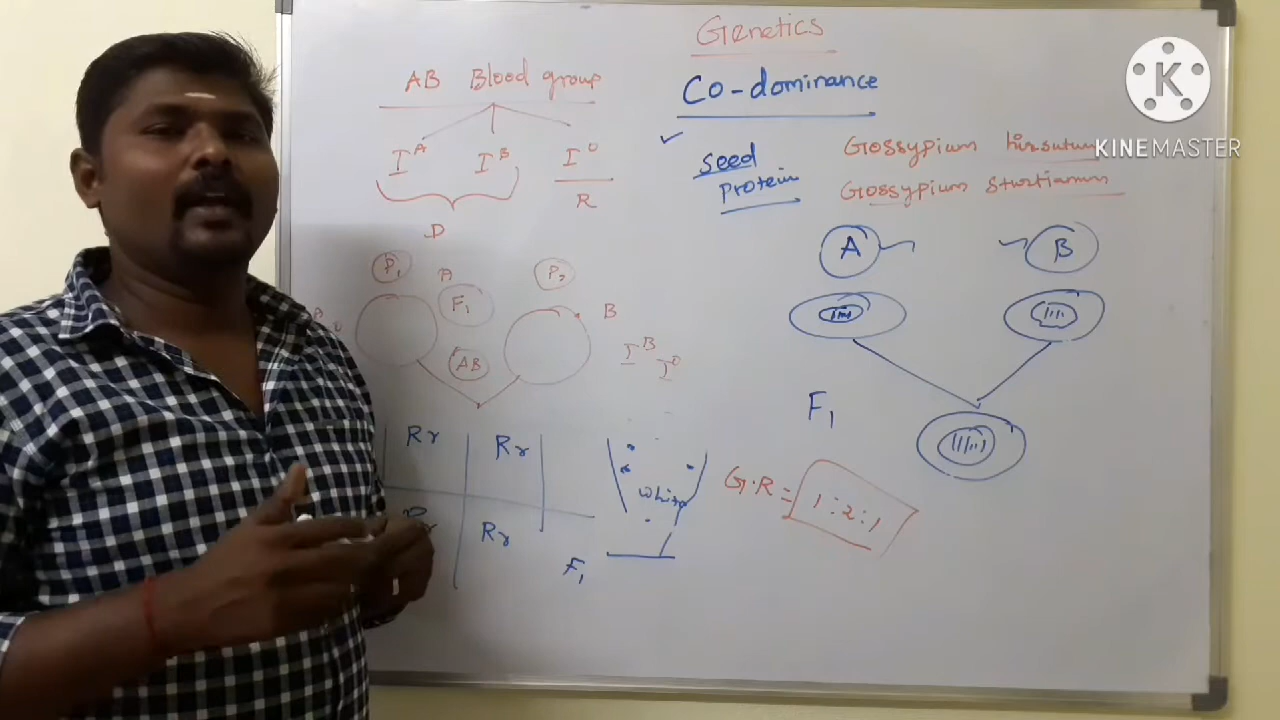 Genetics
Co-dominance
AB Blood group
I^A I^B I^O
R
D
seed
protein
Gossypium hirsutum
Gossypium sturtianum
A B
P₁ A P₂
F₁
AB
B
I^B I^O
F₁
Rr Rr
Rr
white
F₁
G.R = 1:2:1
K
KINEMASTER